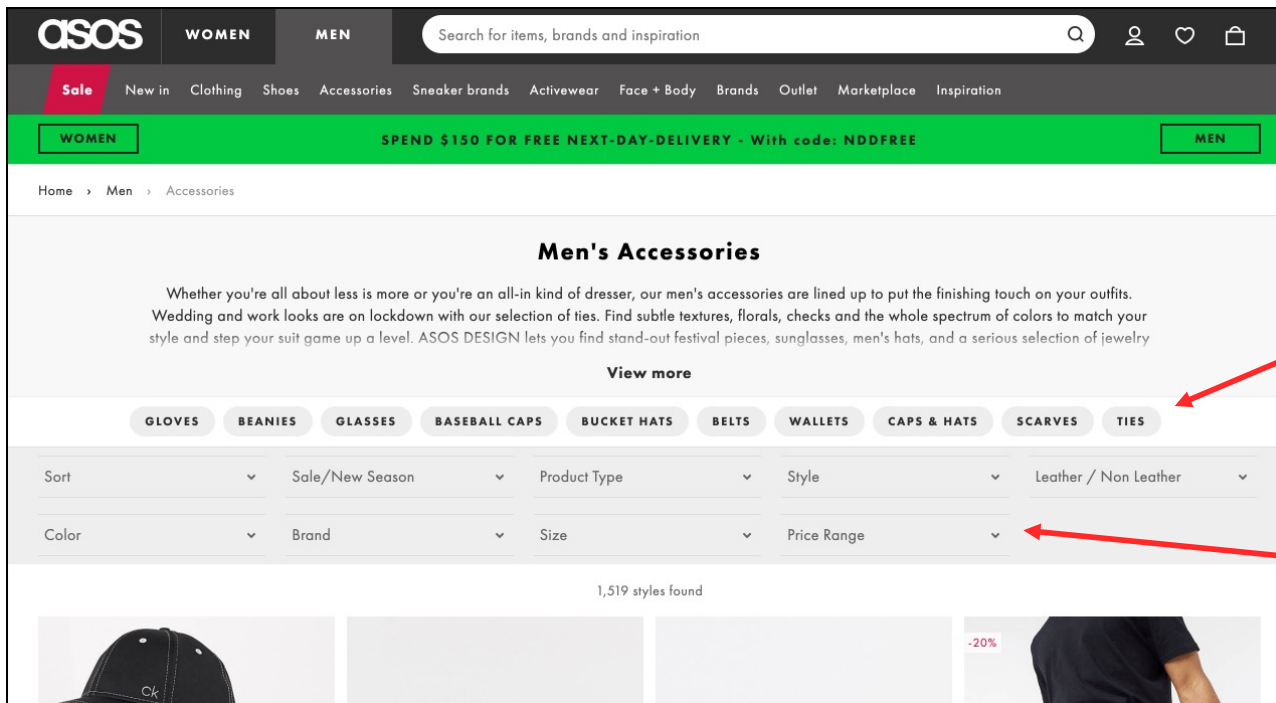 asos WOMEN MEN Search for items, brands and inspiration
Sale New in Clothing Shoes Accessories Sneaker brands Activewear Face + Body Brands Outlet Marketplace Inspiration
WOMEN SPEND $150 FOR FREE NEXT-DAY-DELIVERY - With code: NDDFREE MEN
Home › Men › Accessories
Men's Accessories
Whether you're all about less is more or you're an all-in kind of dresser, our men's accessories are lined up to put the finishing touch on your outfits.
Wedding and work looks are on lockdown with our selection of ties. Find subtle textures, florals, checks and the whole spectrum of colors to match your
style and step your suit game up a level. ASOS DESIGN lets you find stand-out festival pieces, sunglasses, men's hats, and a serious selection of jewelry
View more
GLOVES BEANIES GLASSES BASEBALL CAPS BUCKET HATS BELTS WALLETS CAPS & HATS SCARVES TIES
Sort Sale/New Season Product Type Style Leather / Non Leather
Color Brand Size Price Range
1,519 styles found
-20%
Ck